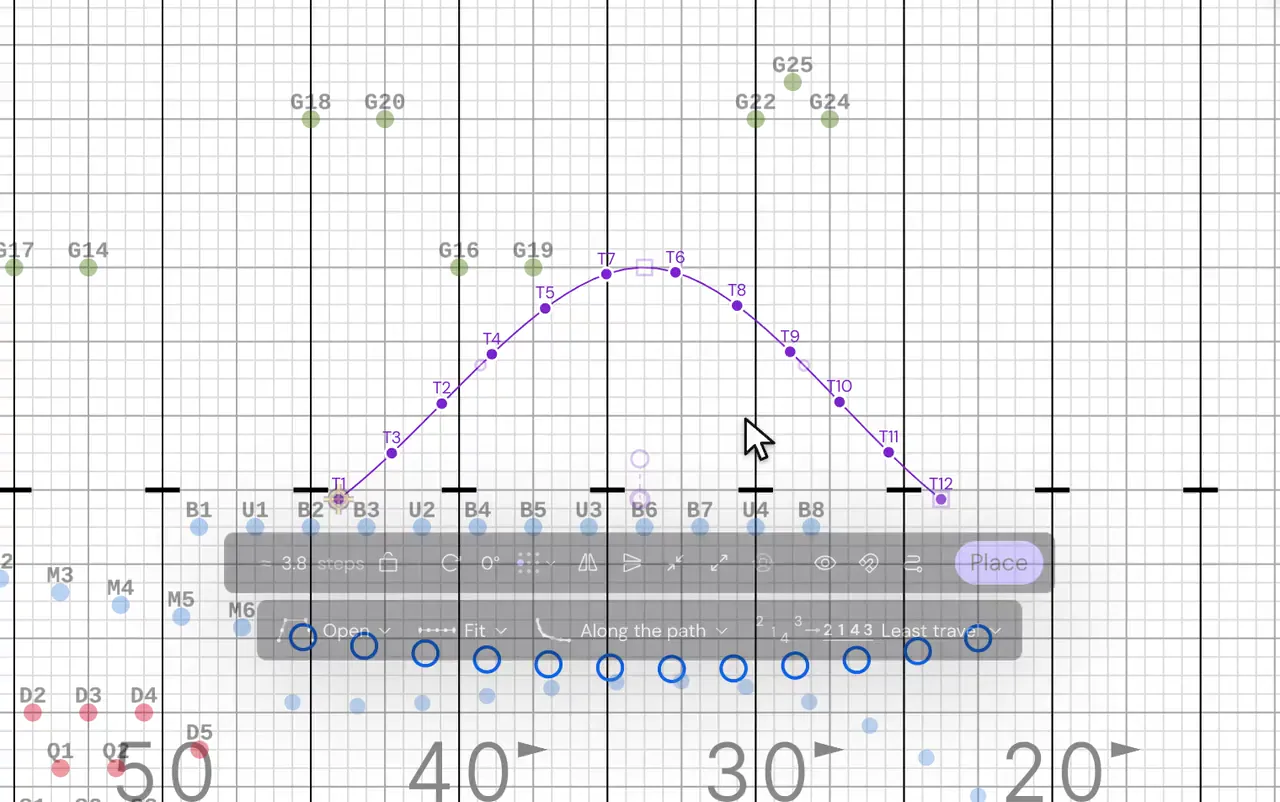 G25
G18 G20 G22 G24
G17 G14 G16 G19 T7 T6
T5 T8
T4 T9
T2 T10
T3 T11
T1 T12
B1 U1 B2 B3 U2 B4 B5 U3 B6 B7 U4 B8
2 = 3.8 steps 0° Place
M3
M4
M5
M6
Open Fit Along the path 2 1 4 3 → 2 1 4 3 Least trave
D2 D3 D4
D5
Q1 Q2
50 40 30 20